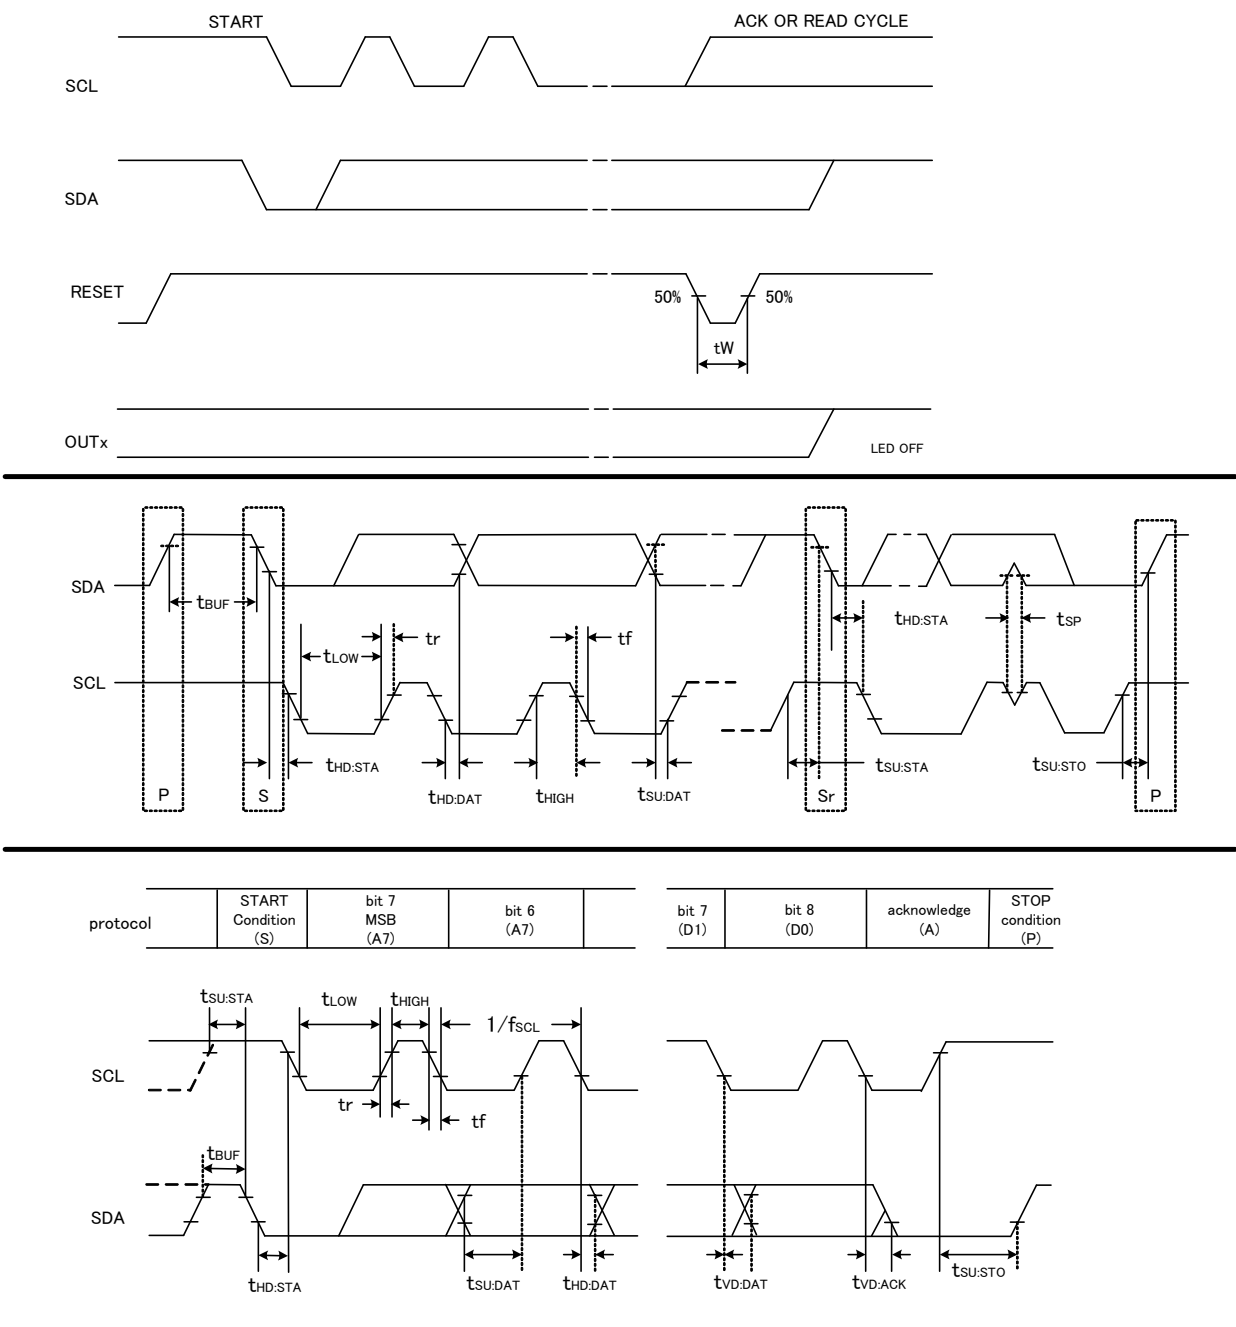 START
ACK OR READ CYCLE
SCL
SDA
RESET
50%
50%
tW
OUTx
LED OFF
SDA
tBUF
tHD:STA
tSP
tr
tf
tLOW
SCL
tHD:STA
tHD:DAT
tHIGH
tSU:DAT
tSU:STA
tSU:STO
P
S
Sr
P
protocol
START
Condition
(S)
bit 7
MSB
(A7)
bit 6
(A7)
bit 7
(D1)
bit 8
(D0)
acknowledge
(A)
STOP
condition
(P)
tSU:STA
tLOW
tHIGH
1/fSCL
SCL
tr
tf
tBUF
SDA
tHD:STA
tSU:DAT
tHD:DAT
tVD:DAT
tVD:ACK
tSU:STO